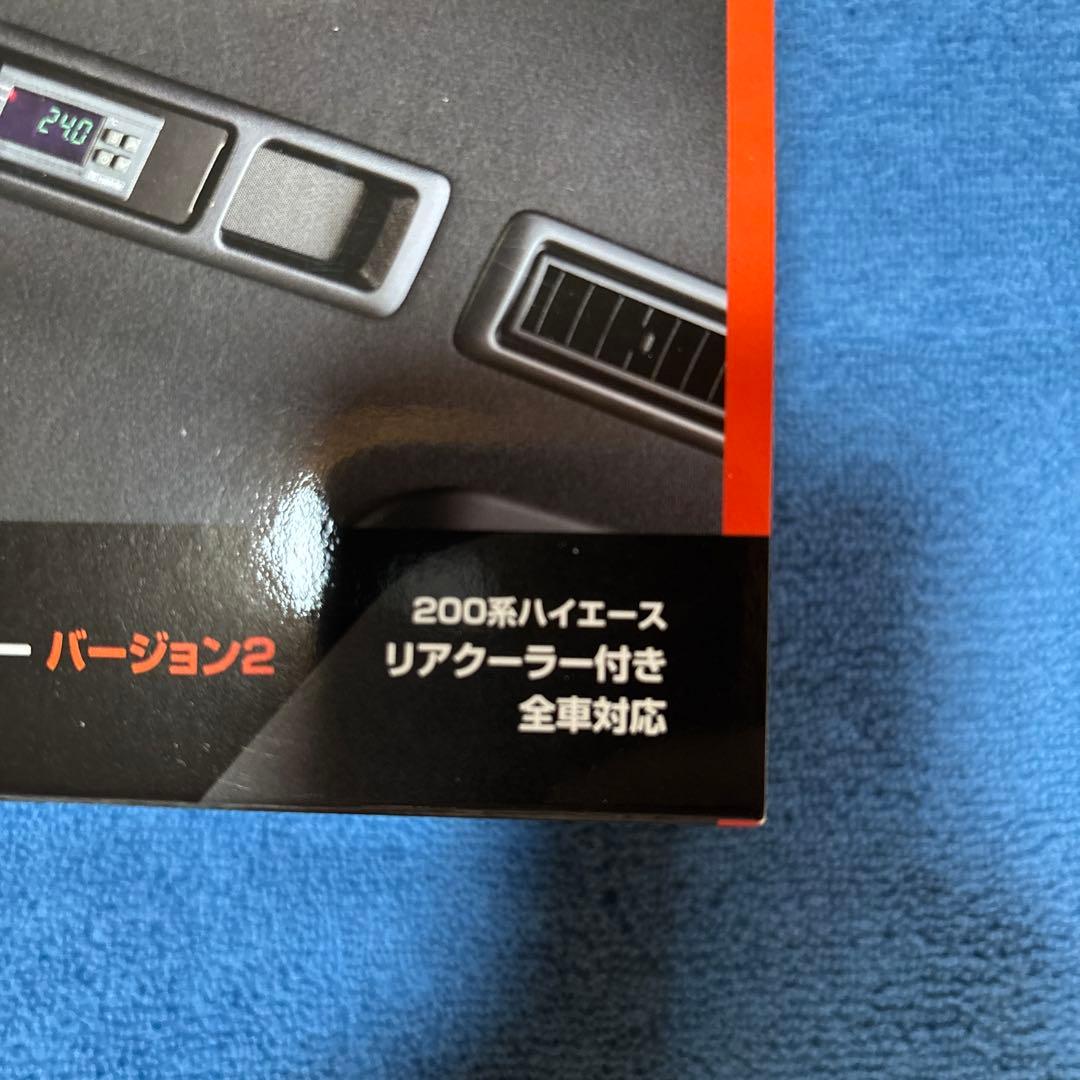 24.0
ー バージョン2
200系ハイエース
リアクーラー付き
全車対応